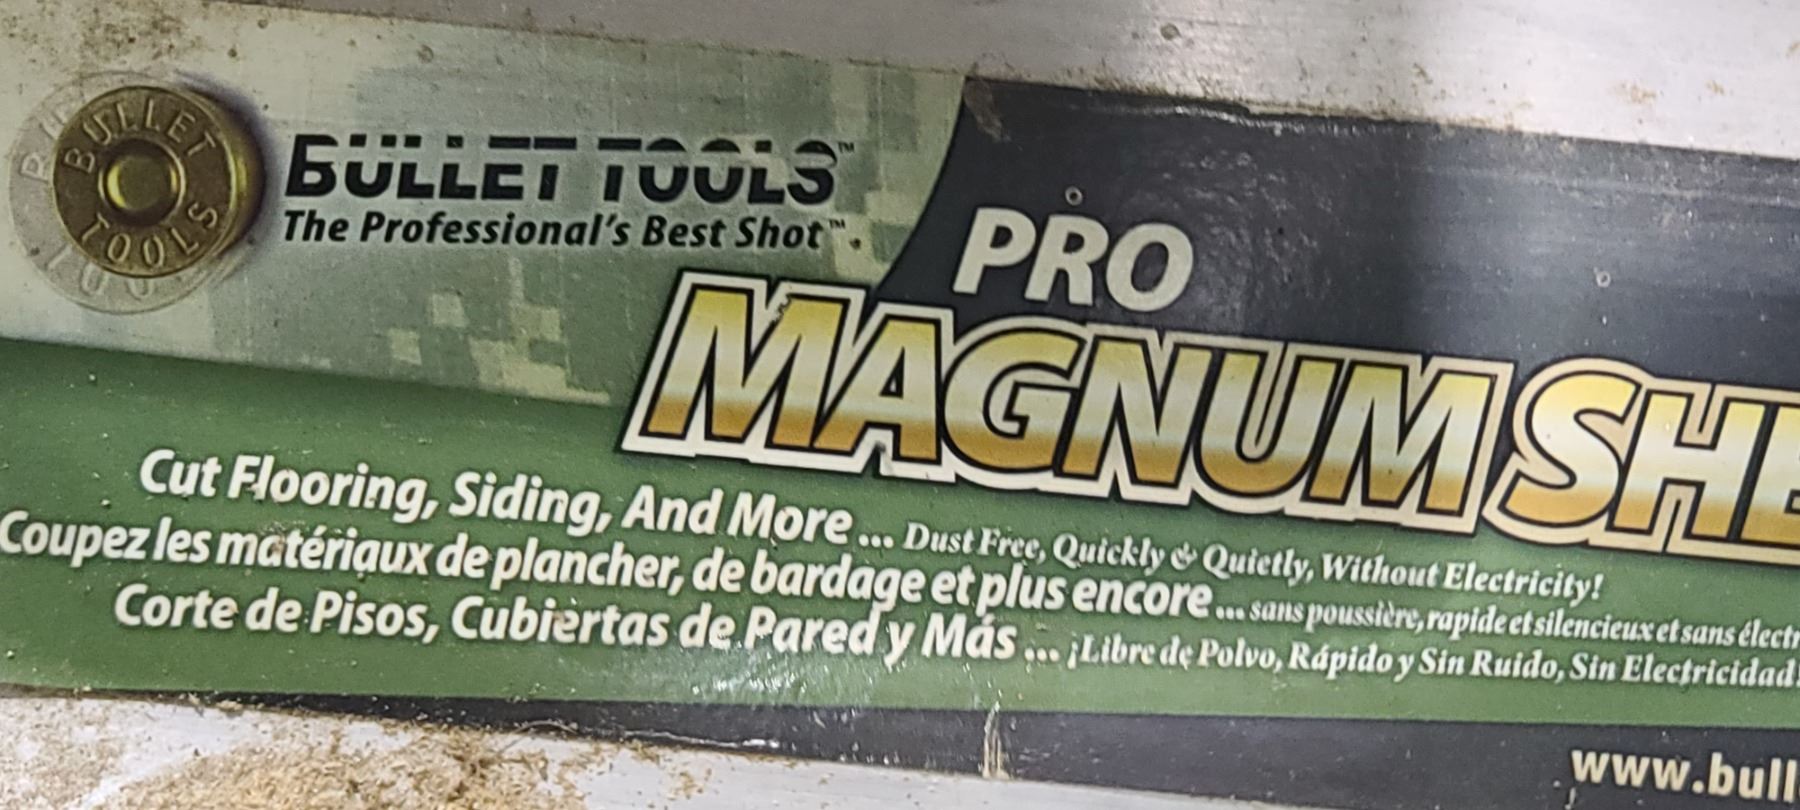 BULLET TOOLS
BULLET TOOLS™
The Professional's Best Shot™.
PRO
MAGNUM SHE
Cut Flooring, Siding, And More ... Dust Free, Quickly & Quietly, Without Electricity!
Coupez les matériaux de plancher, de bardage et plus encore ... sans poussière, rapide et silencieux et sans électr
Corte de Pisos, Cubiertas de Pared y Más ... ¡Libre de Polvo, Rápido y Sin Ruido, Sin Electricidad!
www.bull